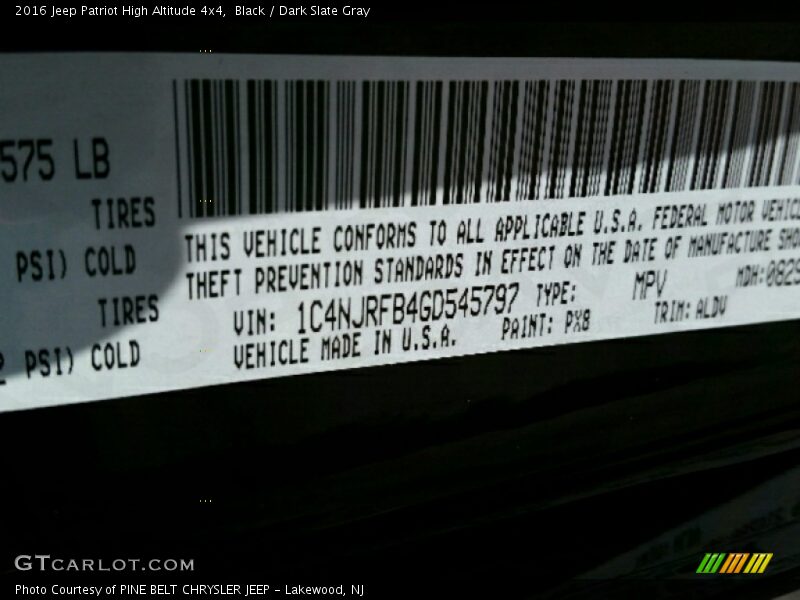 2016 Jeep Patriot High Altitude 4x4,  Black / Dark Slate Gray
575 LB
TIRES
PSI) COLD
TIRES
PSI) COLD
THIS VEHICLE CONFORMS TO ALL APPLICABLE U.S.A. FEDERAL MOTOR
THEFT PREVENTION STANDARDS IN EFFECT ON THE DATE OF MANUFACTURE
VIN: 1C4NJRFB4GD545797 TYPE: MPV MDH:0829
VEHICLE MADE IN U.S.A. PAINT: PX8 TRIM: ALDV
GTCARLOT.COM
Photo Courtesy of PINE BELT CHRYSLER JEEP - Lakewood, NJ